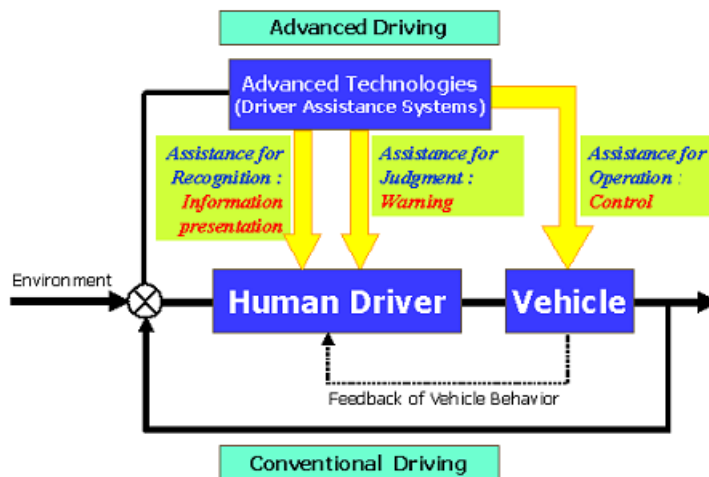 Advanced Driving
Advanced Technologies
(Driver Assistance Systems)
Assistance for
Recognition :
Information
presentation
Assistance for
Judgment :
Warning
Assistance for
Operation :
Control
Environment
Human Driver
Vehicle
Feedback of Vehicle Behavior
Conventional Driving